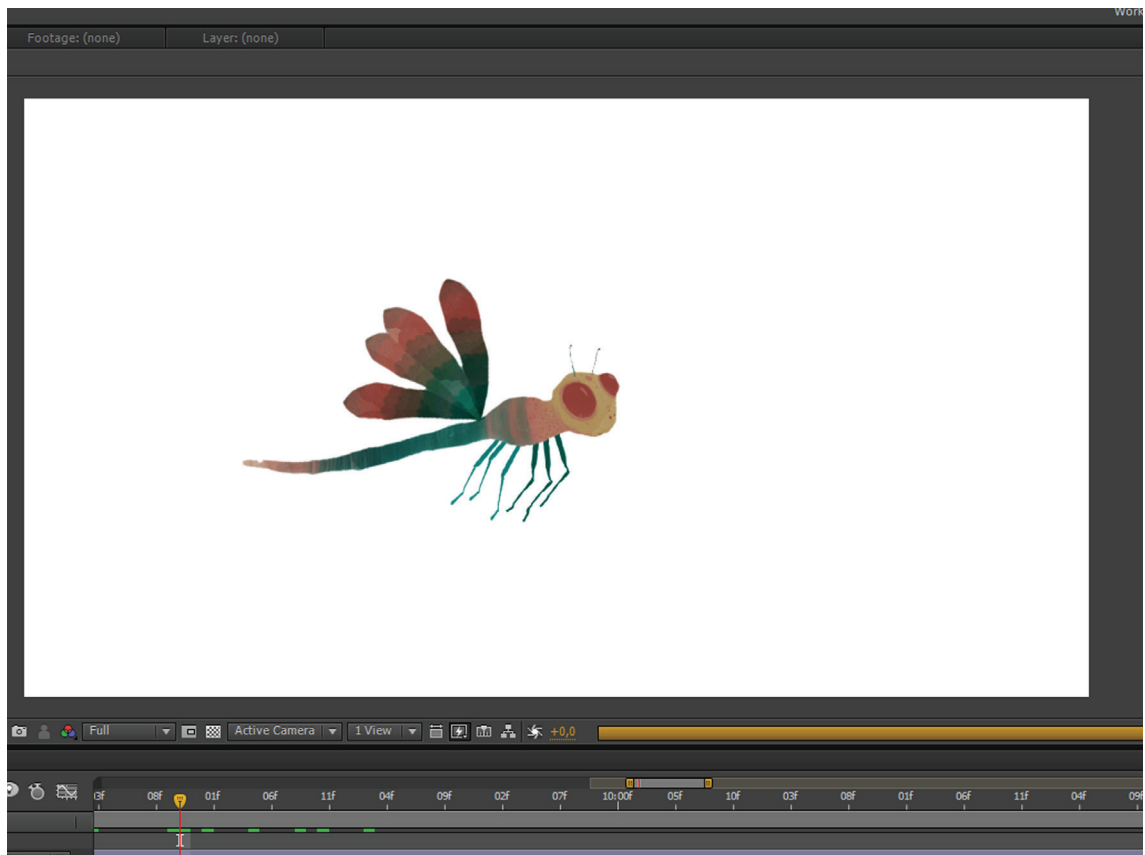 Work
Footage: (none) Layer: (none)
Full Active Camera 1 View +0,0
03f 08f 01f 06f 11f 04f 09f 02f 07f 10:00f 05f 10f 03f 08f 01f 06f 11f 04f 09f